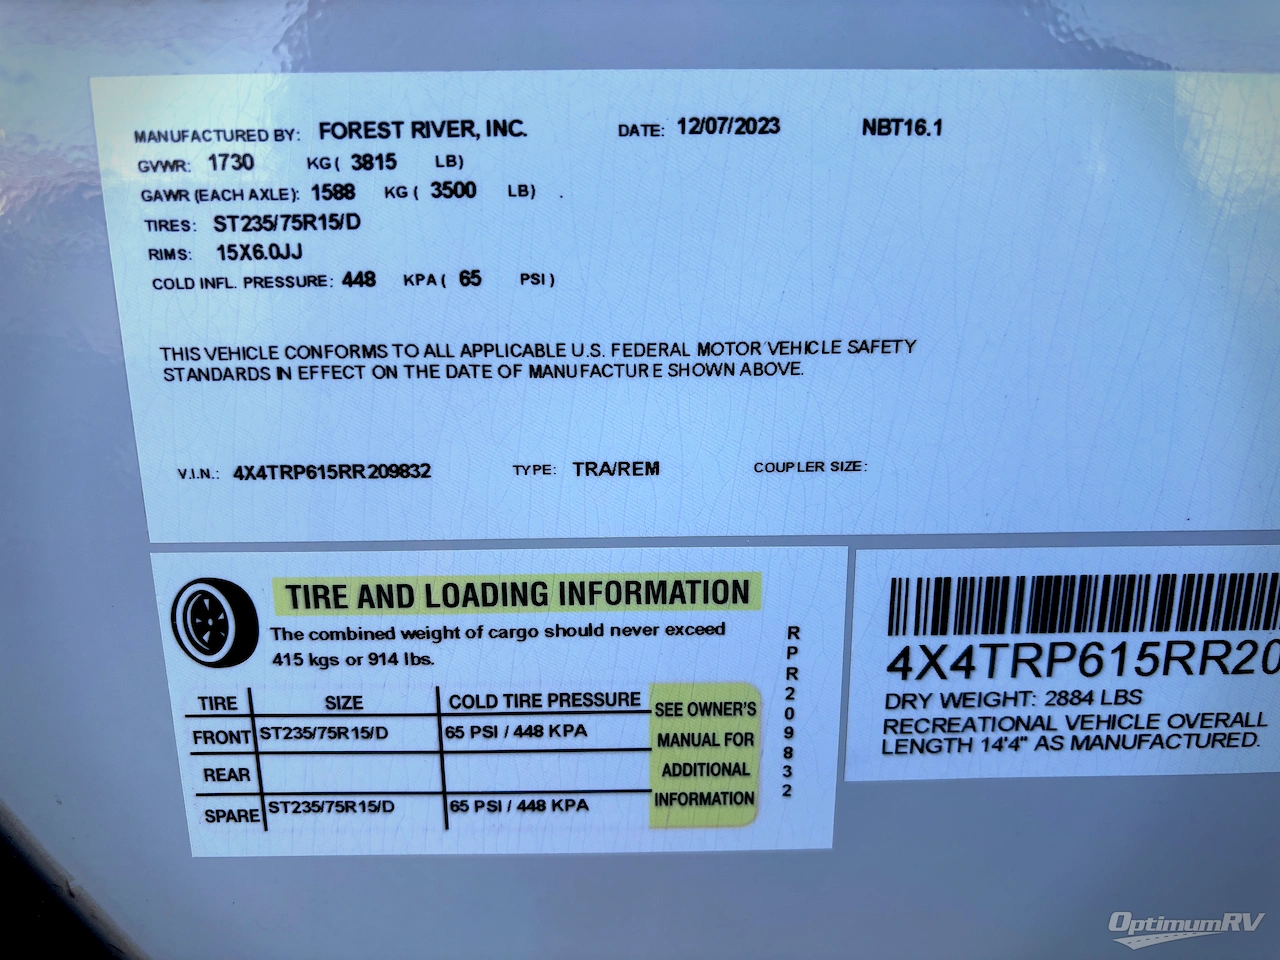 MANUFACTURED BY: FOREST RIVER, INC. DATE: 12/07/2023 NBT16.1
GVWR: 1730 KG ( 3815 LB)
GAWR (EACH AXLE): 1588 KG ( 3500 LB) .
TIRES: ST235/75R15/D
RIMS: 15X6.0JJ
COLD INFL. PRESSURE: 448 KPA ( 65 PSI )
THIS VEHICLE CONFORMS TO ALL APPLICABLE U.S. FEDERAL MOTOR VEHICLE SAFETY
STANDARDS IN EFFECT ON THE DATE OF MANUFACTURE SHOWN ABOVE.
V.I.N.: 4X4TRP615RR209832 TYPE: TRA/REM COUPLER SIZE:
TIRE AND LOADING INFORMATION
The combined weight of cargo should never exceed
415 kgs or 914 lbs.
TIRE SIZE COLD TIRE PRESSURE
FRONT ST235/75R15/D 65 PSI / 448 KPA
REAR
SPARE ST235/75R15/D 65 PSI / 448 KPA
SEE OWNER'S
MANUAL FOR
ADDITIONAL
INFORMATION
RPR209832
4X4TRP615RR20
DRY WEIGHT: 2884 LBS
RECREATIONAL VEHICLE OVERALL
LENGTH 14'4" AS MANUFACTURED.
OptimumRV